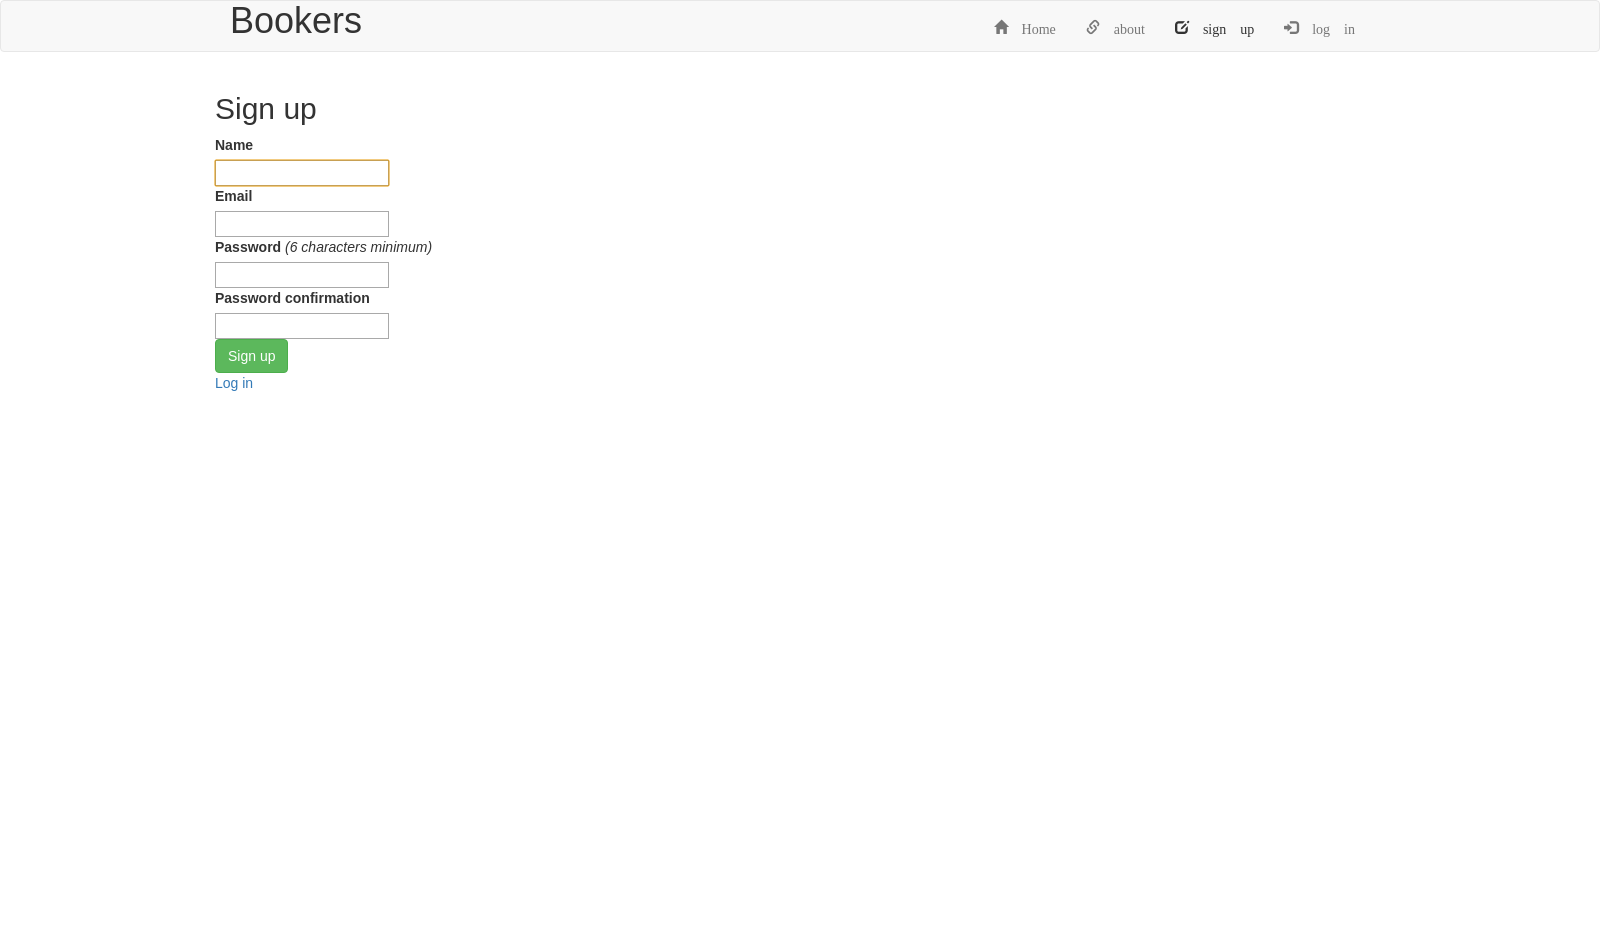 Bookers
Home about sign up log in
Sign up
Name
Email
Password (6 characters minimum)
Password confirmation
Sign up
Log in